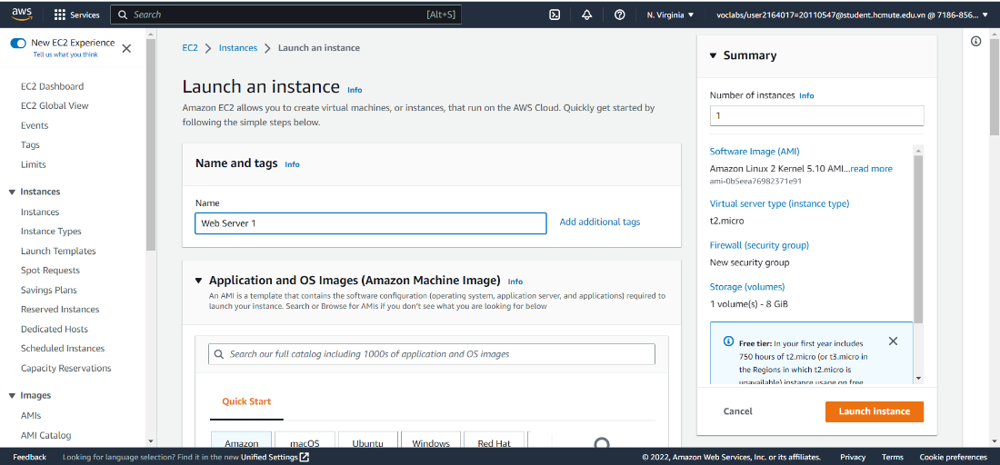 aws
Services
Search
[Alt+S]
N. Virginia
voclabs/user2164017=20110547@student.hcmute.edu.vn @ 7186-856...
New EC2 Experience
Tell us what you think
EC2 Dashboard
EC2 Global View
Events
Tags
Limits
Instances
Instances
Instance Types
Launch Templates
Spot Requests
Savings Plans
Reserved Instances
Dedicated Hosts
Scheduled Instances
Capacity Reservations
Images
AMIs
AMI Catalog
EC2 > Instances > Launch an instance
Launch an instance Info
Amazon EC2 allows you to create virtual machines, or instances, that run on the AWS Cloud. Quickly get started by
following the simple steps below.
Name and tags Info
Name
Web Server 1
Add additional tags
Application and OS Images (Amazon Machine Image) Info
An AMI is a template that contains the software configuration (operating system, application server, and applications) required to
launch your instance. Search or Browse for AMIs if you don't see what you are looking for below
Search our full catalog including 1000s of application and OS images
Quick Start
Amazon
macOS
Ubuntu
Windows
Red Hat
Summary
Number of instances Info
1
Software Image (AMI)
Amazon Linux 2 Kernel 5.10 AMI...read more
ami-0b5eea76982371e91
Virtual server type (instance type)
t2.micro
Firewall (security group)
New security group
Storage (volumes)
1 volume(s) - 8 GiB
Free tier: In your first year includes
750 hours of t2.micro (or t3.micro in
the Regions in which t2.micro is
unavailable) instance usage on free
Cancel
Launch instance
Feedback
Looking for language selection? Find it in the new Unified Settings
© 2022, Amazon Web Services, Inc. or its affiliates.
Privacy
Terms
Cookie preferences